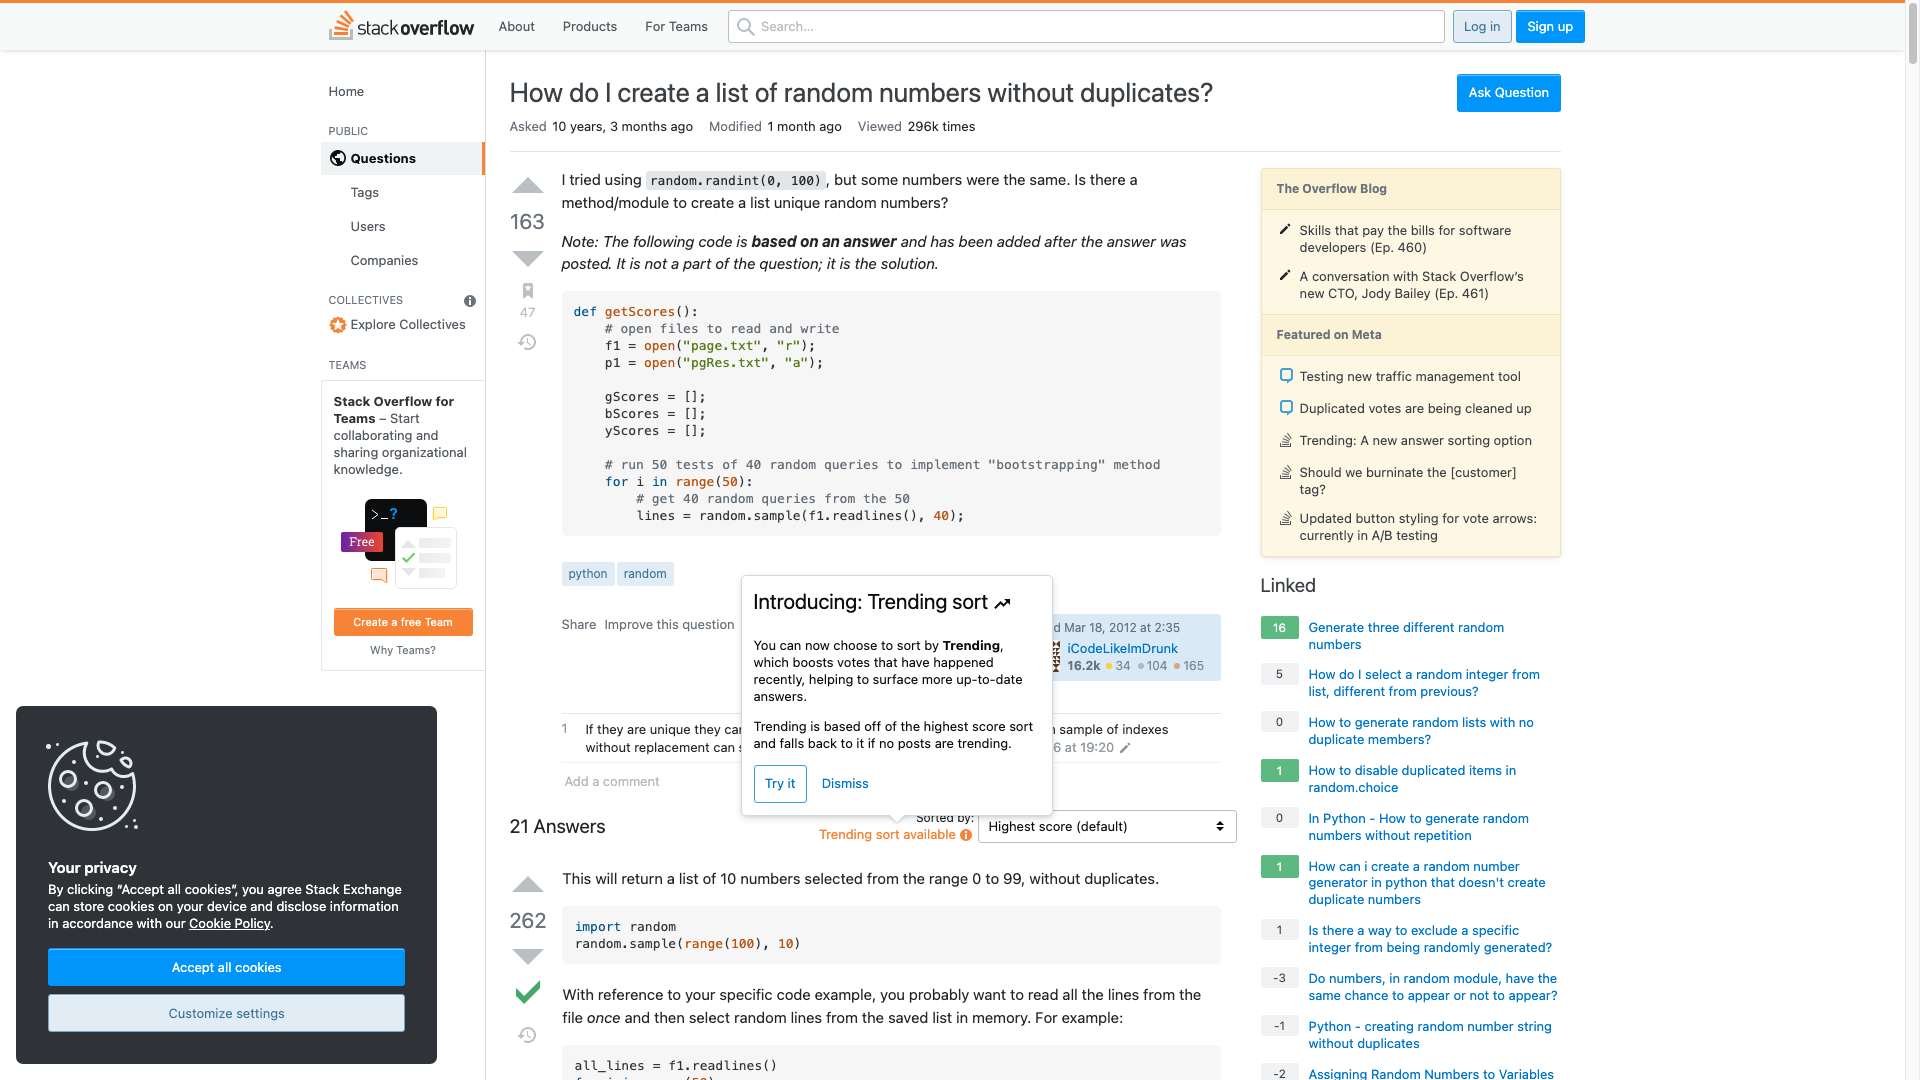 stackoverflow
About
Products
For Teams
Search...
Log in
Sign up
Home
PUBLIC
Questions
Tags
Users
Companies
COLLECTIVES
Explore Collectives
TEAMS
Stack Overflow for
Teams – Start
collaborating and
sharing organizational
knowledge.
>_?
Free
Create a free Team
Why Teams?
How do I create a list of random numbers without duplicates?
Ask Question
Asked 10 years, 3 months ago Modified 1 month ago Viewed 296k times
163
47
I tried using random.randint(0, 100), but some numbers were the same. Is there a
method/module to create a list unique random numbers?
Note: The following code is based on an answer and has been added after the answer was
posted. It is not a part of the question; it is the solution.
def getScores():
    # open files to read and write
    f1 = open("page.txt", "r");
    p1 = open("pgRes.txt", "a");
    gScores = [];
    bScores = [];
    yScores = [];
    # run 50 tests of 40 random queries to implement "bootstrapping" method
    for i in range(50):
        # get 40 random queries from the 50
        lines = random.sample(f1.readlines(), 40);
python random
Share Improve this question
d Mar 18, 2012 at 2:35
iCodeLikeImDrunk
16.2k 34 104 165
Introducing: Trending sort
You can now choose to sort by Trending,
which boosts votes that have happened
recently, helping to surface more up-to-date
answers.
Trending is based off of the highest score sort
and falls back to it if no posts are trending.
Try it
Dismiss
1 If they are unique they
sample of indexes
without replacement can
6 at 19:20
Add a comment
21 Answers
Sorted by:
Trending sort available
Highest score (default)
262
This will return a list of 10 numbers selected from the range 0 to 99, without duplicates.
import random
random.sample(range(100), 10)
With reference to your specific code example, you probably want to read all the lines from the
file once and then select random lines from the saved list in memory. For example:
all_lines = f1.readlines()
The Overflow Blog
Skills that pay the bills for software
developers (Ep. 460)
A conversation with Stack Overflow’s
new CTO, Jody Bailey (Ep. 461)
Featured on Meta
Testing new traffic management tool
Duplicated votes are being cleaned up
Trending: A new answer sorting option
Should we burninate the [customer]
tag?
Updated button styling for vote arrows:
currently in A/B testing
Linked
16 Generate three different random
numbers
5 How do I select a random integer from
list, different from previous?
0 How to generate random lists with no
duplicate members?
1 How to disable duplicated items in
random.choice
0 In Python - How to generate random
numbers without repetition
1 How can i create a random number
generator in python that doesn't create
duplicate numbers
1 Is there a way to exclude a specific
integer from being randomly generated?
-3 Do numbers, in random module, have the
same chance to appear or not to appear?
-1 Python - creating random number string
without duplicates
-2 Assigning Random Numbers to Variables
Your privacy
By clicking “Accept all cookies”, you agree Stack Exchange
can store cookies on your device and disclose information
in accordance with our Cookie Policy.
Accept all cookies
Customize settings